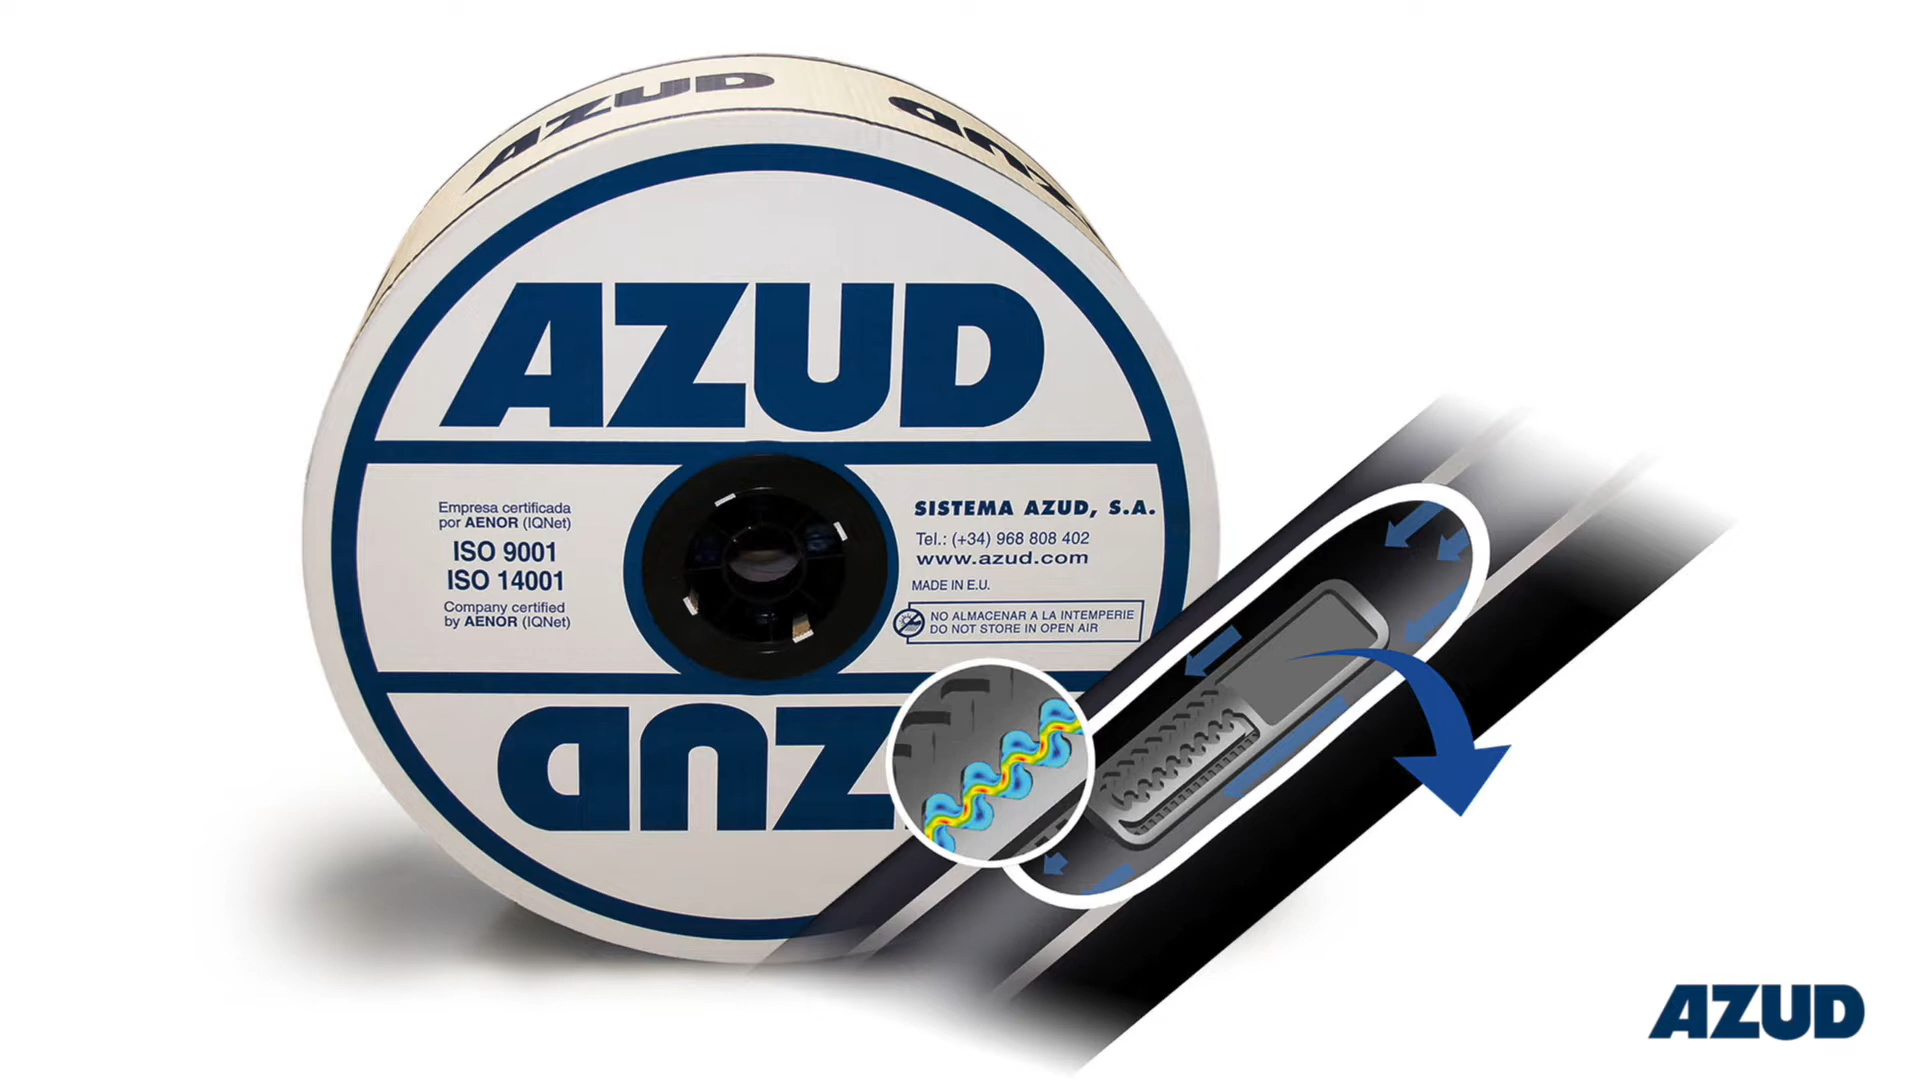 AZUD
AZUD
AZUD
Empresa certificada
por AENOR (IQNet)
ISO 9001
ISO 14001
Company certified
by AENOR (IQNet)
SISTEMA AZUD, S.A.
Tel.: (+34) 968 808 402
www.azud.com
MADE IN E.U.
NO ALMACENAR A LA INTEMPERIE
DO NOT STORE IN OPEN AIR
AZUD
AZUD